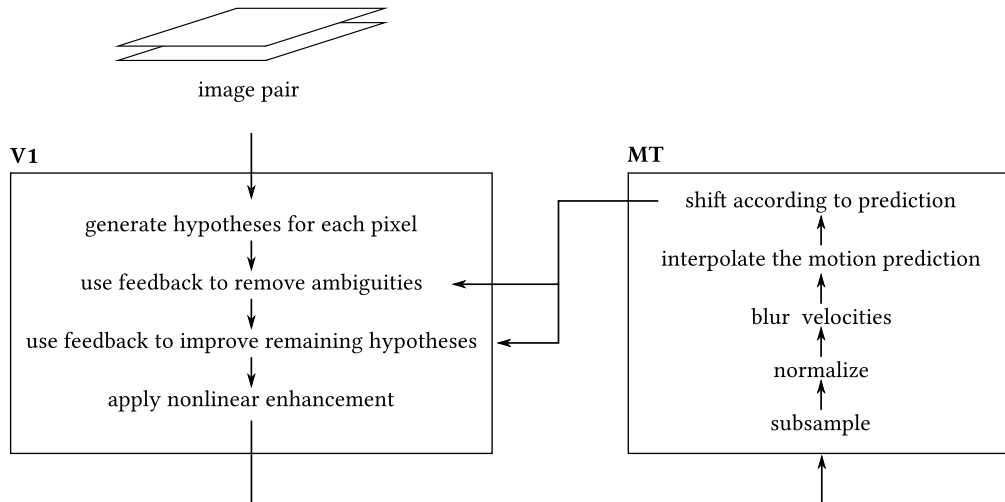 image pair
V1
generate hypotheses for each pixel
use feedback to remove ambiguities
use feedback to improve remaining hypotheses
apply nonlinear enhancement
MT
shift according to prediction
interpolate the motion prediction
blur velocities
normalize
subsample